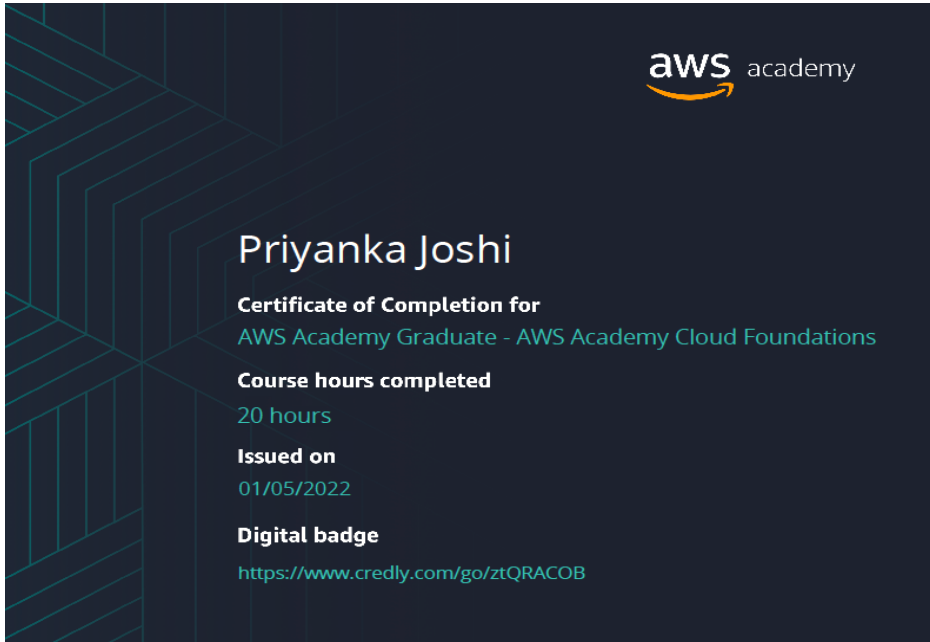 aws academy
Priyanka Joshi
Certificate of Completion for
AWS Academy Graduate - AWS Academy Cloud Foundations
Course hours completed
20 hours
Issued on
01/05/2022
Digital badge
https://www.credly.com/go/ztQRACOB